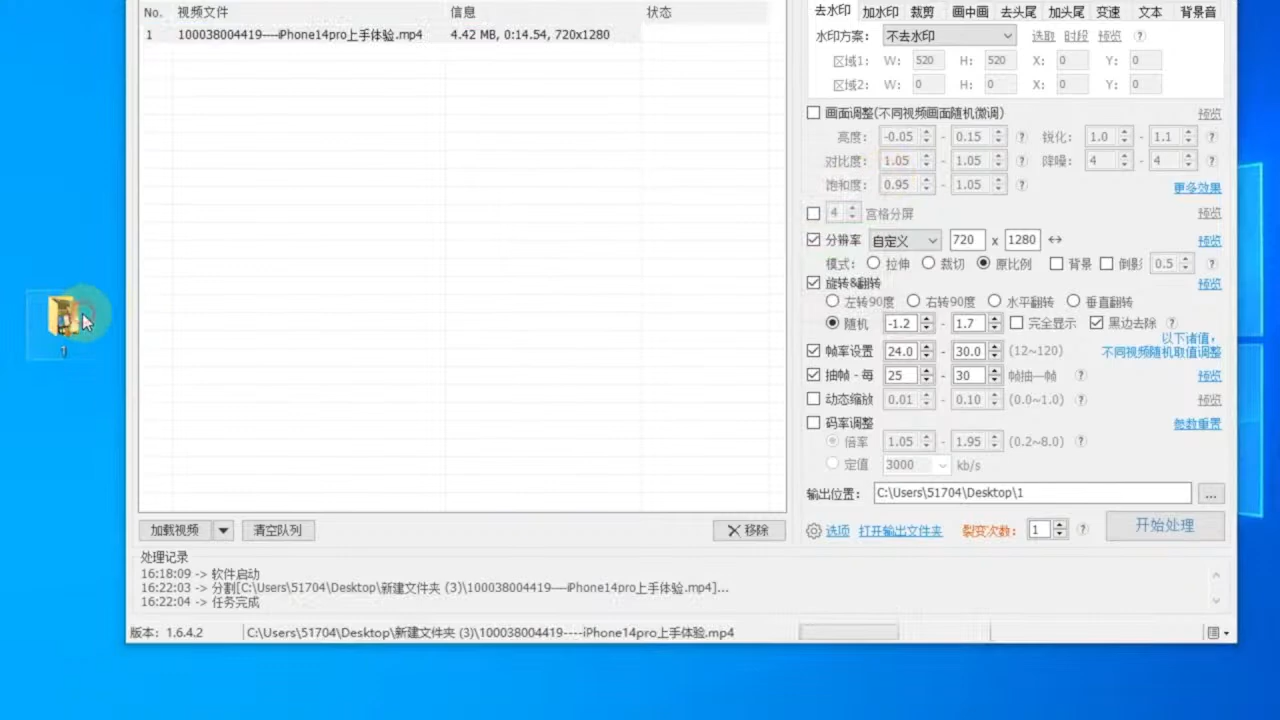 No. 视频文件 信息 状态
1 100038004419----iPhone14pro上手体验.mp4 4.42 MB, 0:14.54, 720x1280
去水印 加水印 裁剪 画中画 去头尾 加头尾 变速 文本 背景音
水印方案: 不去水印 选取 时段 预览 ?
区域1: W: 520 H: 520 X: 0 Y: 0
区域2: W: 0 H: 0 X: 0 Y: 0
画面调整(不同视频画面随机微调) 预览
亮度: -0.05 - 0.15 ? 锐化: 1.0 - 1.1 ?
对比度: 1.05 - 1.05 ? 降噪: 4 - 4 ?
饱和度: 0.95 - 1.05 ? 更多效果
4 宫格分屏 预览
分辨率 自定义 720 x 1280 ↔ 预览
模式: 拉伸 裁切 原比例 背景 倒影 0.5 ?
旋转&翻转 预览
左转90度 右转90度 水平翻转 垂直翻转
随机 -1.2 - 1.7 完全显示 黑边去除 ?
以下诸值,
不同视频随机取值调整
帧率设置 24.0 - 30.0 (12~120)
抽帧 - 每 25 - 30 帧抽一帧 ? 预览
动态缩放 0.01 - 0.10 (0.0~1.0) ? 预览
码率调整 参数重置
倍率 1.05 - 1.95 (0.2~8.0) ?
定值 3000 kb/s
输出位置: C:\Users\51704\Desktop\1 ...
选项 打开输出文件夹 裂变次数: 1 ? 开始处理
加载视频 清空队列 移除
处理记录
16:18:09 -> 软件启动
16:22:03 -> 分割[C:\Users\51704\Desktop\新建文件夹 (3)\100038004419----iPhone14pro上手体验.mp4]...
16:22:04 -> 任务完成
版本: 1.6.4.2 C:\Users\51704\Desktop\新建文件夹 (3)\100038004419----iPhone14pro上手体验.mp4
1